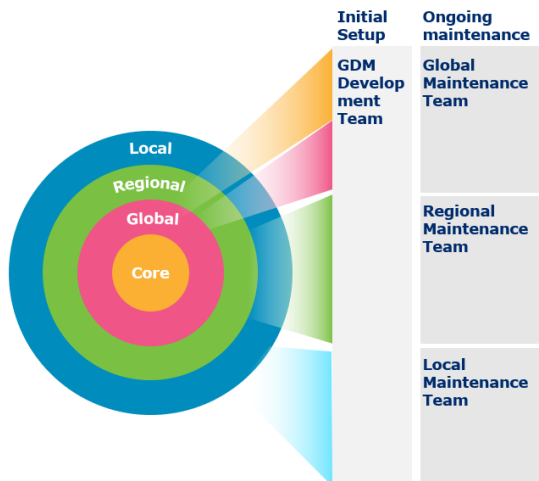 Initial
Setup
Ongoing
maintenance
GDM
Develop
ment
Team
Global
Maintenance
Team
Local
Regional
Global
Core
Regional
Maintenance
Team
Local
Maintenance
Team